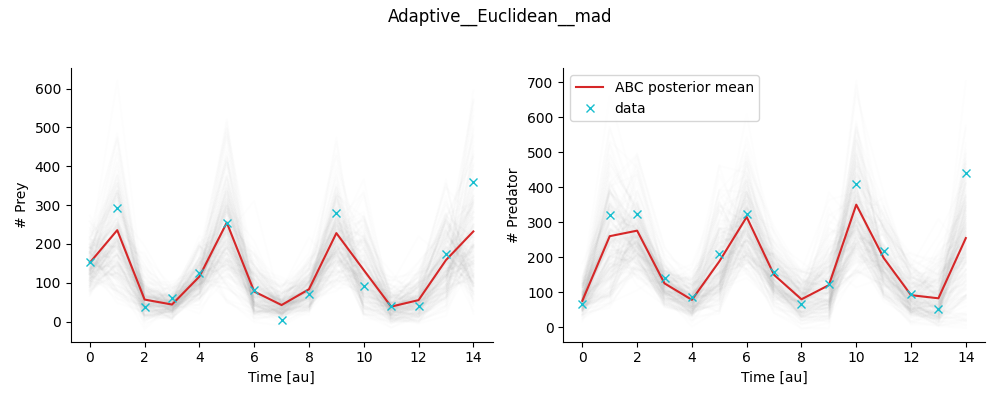 Adaptive__Euclidean__mad
# Prey
600
500
400
300
200
100
0
0 2 4 6 8 10 12 14
Time [au]
# Predator
700
600
500
400
300
200
100
0
ABC posterior mean
data
0 2 4 6 8 10 12 14
Time [au]